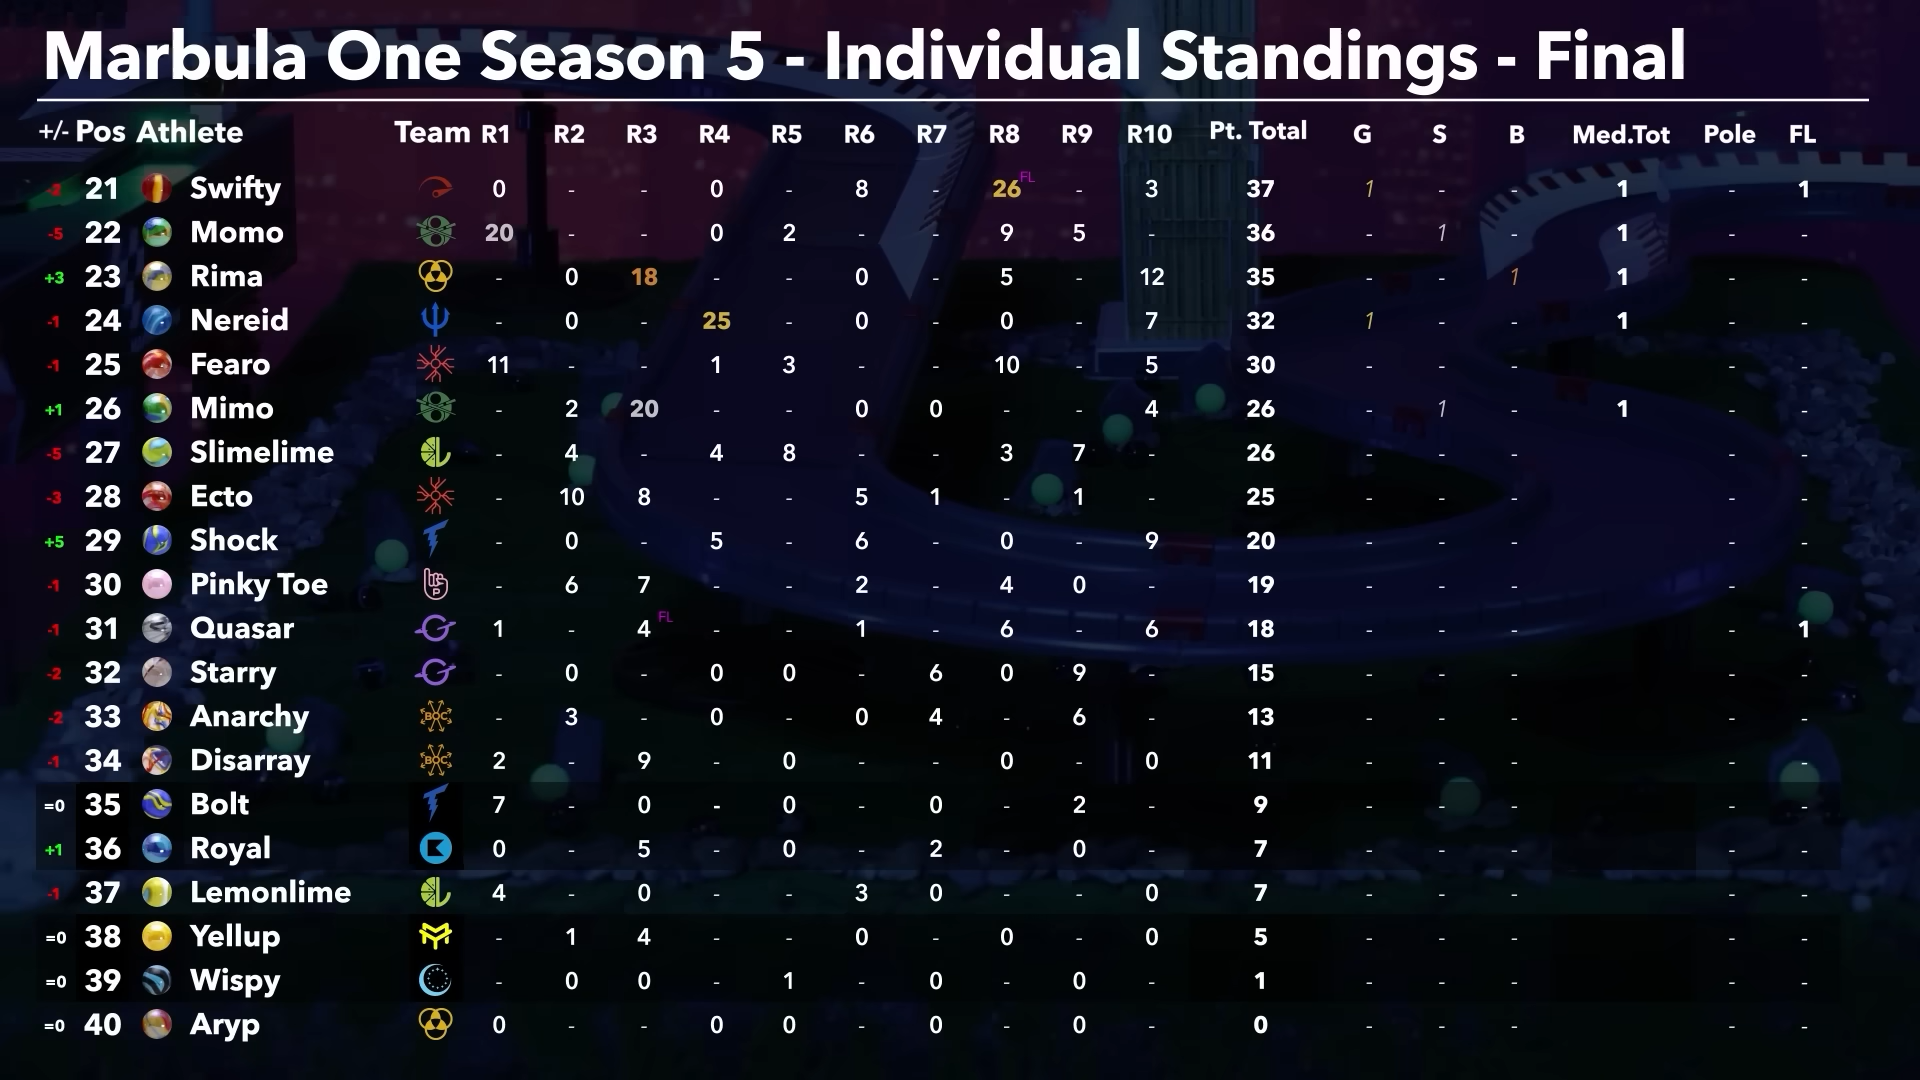 Marbula One Season 5 - Individual Standings - Final
+/- Pos Athlete Team R1 R2 R3 R4 R5 R6 R7 R8 R9 R10 Pt. Total G S B Med.Tot Pole FL
21 Swifty 0 - - 0 - 8 - 26 FL - 3 37 1 - - 1 - 1
-5 22 Momo 20 - - 0 2 - - 9 5 - 36 - 1 - 1 - -
+3 23 Rima - 0 18 - - 0 - 5 - 12 35 - - 1 1 - -
-1 24 Nereid - 0 - 25 - 0 - 0 - 7 32 1 - - 1 - -
-1 25 Fearo 11 - - 1 3 - - 10 - 5 30 - - - - -
+1 26 Mimo - 2 20 - - 0 0 - - 4 26 - 1 - 1 - -
-5 27 Slimelime - 4 - 4 8 - - 3 7 - 26 - - - - -
-3 28 Ecto - 10 8 - - 5 1 - 1 - 25 - - - - -
+5 29 Shock - 0 - 5 - 6 - 0 - 9 20 - - - - -
-1 30 Pinky Toe P - 6 7 - - 2 - 4 0 - 19 - - - - -
-1 31 Quasar 1 - 4 FL - - 1 - 6 - 6 18 - - - - 1
-2 32 Starry - 0 - 0 0 - 6 0 9 - 15 - - - - -
-2 33 Anarchy BOC - 3 - 0 - 0 4 - 6 - 13 - - - - -
-1 34 Disarray BOC 2 - 9 - 0 - - 0 - 0 11 - - - - -
=0 35 Bolt 7 - 0 - 0 - 0 - 2 - 9 - - - - -
+1 36 Royal 0 - 5 - 0 - 2 - 0 - 7 - - - - -
-1 37 Lemonlime 4 - 0 - - 3 0 - - 0 7 - - - - -
=0 38 Yellup - 1 4 - - 0 - 0 - 0 5 - - - - -
=0 39 Wispy - 0 0 - 1 - 0 - 0 - 1 - - - - -
=0 40 Aryp 0 - - 0 0 - 0 - 0 - 0 - - - - -